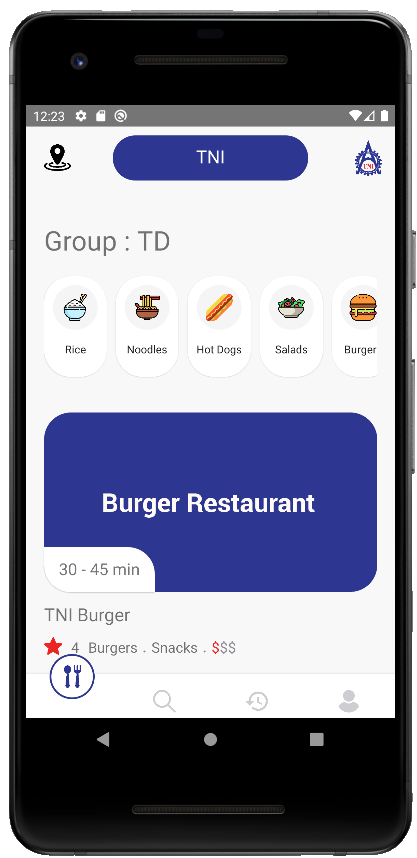 12:23
TNI
TNI
Group : TD
Rice
Noodles
Hot Dogs
Salads
Burger
Burger Restaurant
30 - 45 min
TNI Burger
4 Burgers . Snacks . $$$